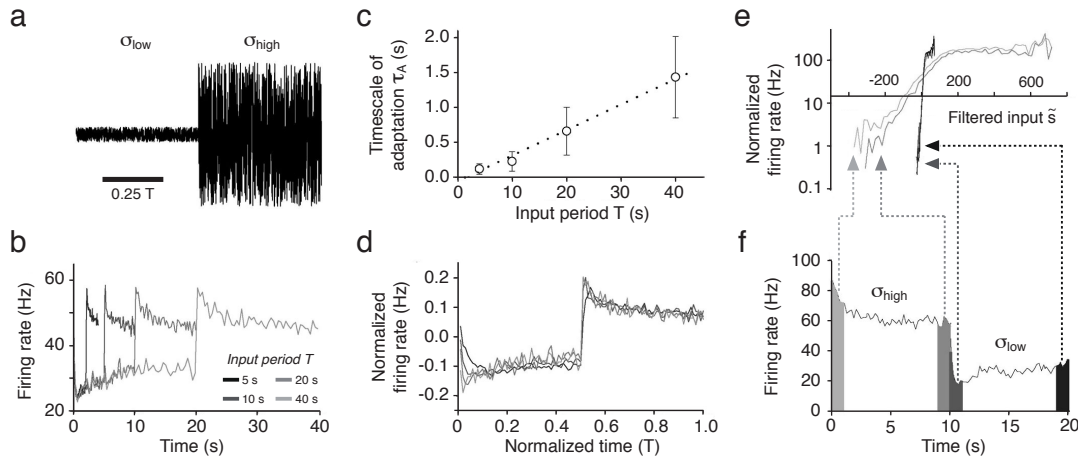 a
σlow
σhigh
0.25 T
b
Firing rate (Hz)
60
40
20
0
10
20
30
40
Time (s)
Input period T
5 s
20 s
10 s
40 s
c
Timescale of
adaptation τA (s)
2.0
1.5
1.0
0.5
0.0
0
10
20
30
40
Input period T (s)
d
Normalized
firing rate (Hz)
0.2
0.1
0.0
-0.1
-0.2
0.0
0.2
0.4
0.6
0.8
1.0
Normalized time (T)
e
Normalized
firing rate (Hz)
100
10
1
0.1
-200
200
600
Filtered input s̃
f
Firing rate (Hz)
100
80
60
40
20
0
σhigh
σlow
0
5
10
15
20
Time (s)